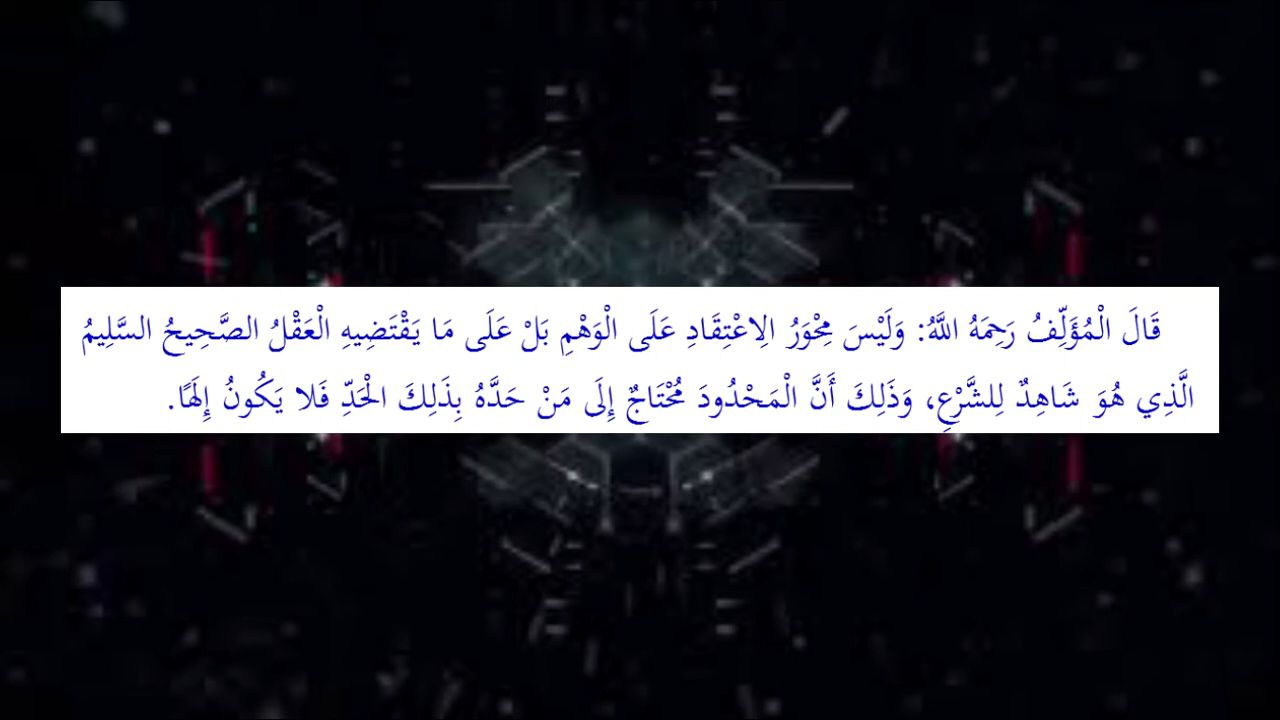 قَالَ الْمُؤَلِّفُ رَحِمَهُ اللَّهُ: وَلَيْسَ مِحْوَرُ الِاعْتِقَادِ عَلَى الْوَهْمِ بَلْ عَلَى مَا يَقْتَضِيهِ الْعَقْلُ الصَّحِيحُ السَّلِيمُ
الَّذِي هُوَ شَاهِدٌ لِلشَّرْعِ، وَذَلِكَ أَنَّ الْمَحْدُودَ مُحْتَاجٌ إِلَى مَنْ حَدَّهُ بِذَلِكَ الْحَدِّ فَلا يَكُونُ إِلَهًا.